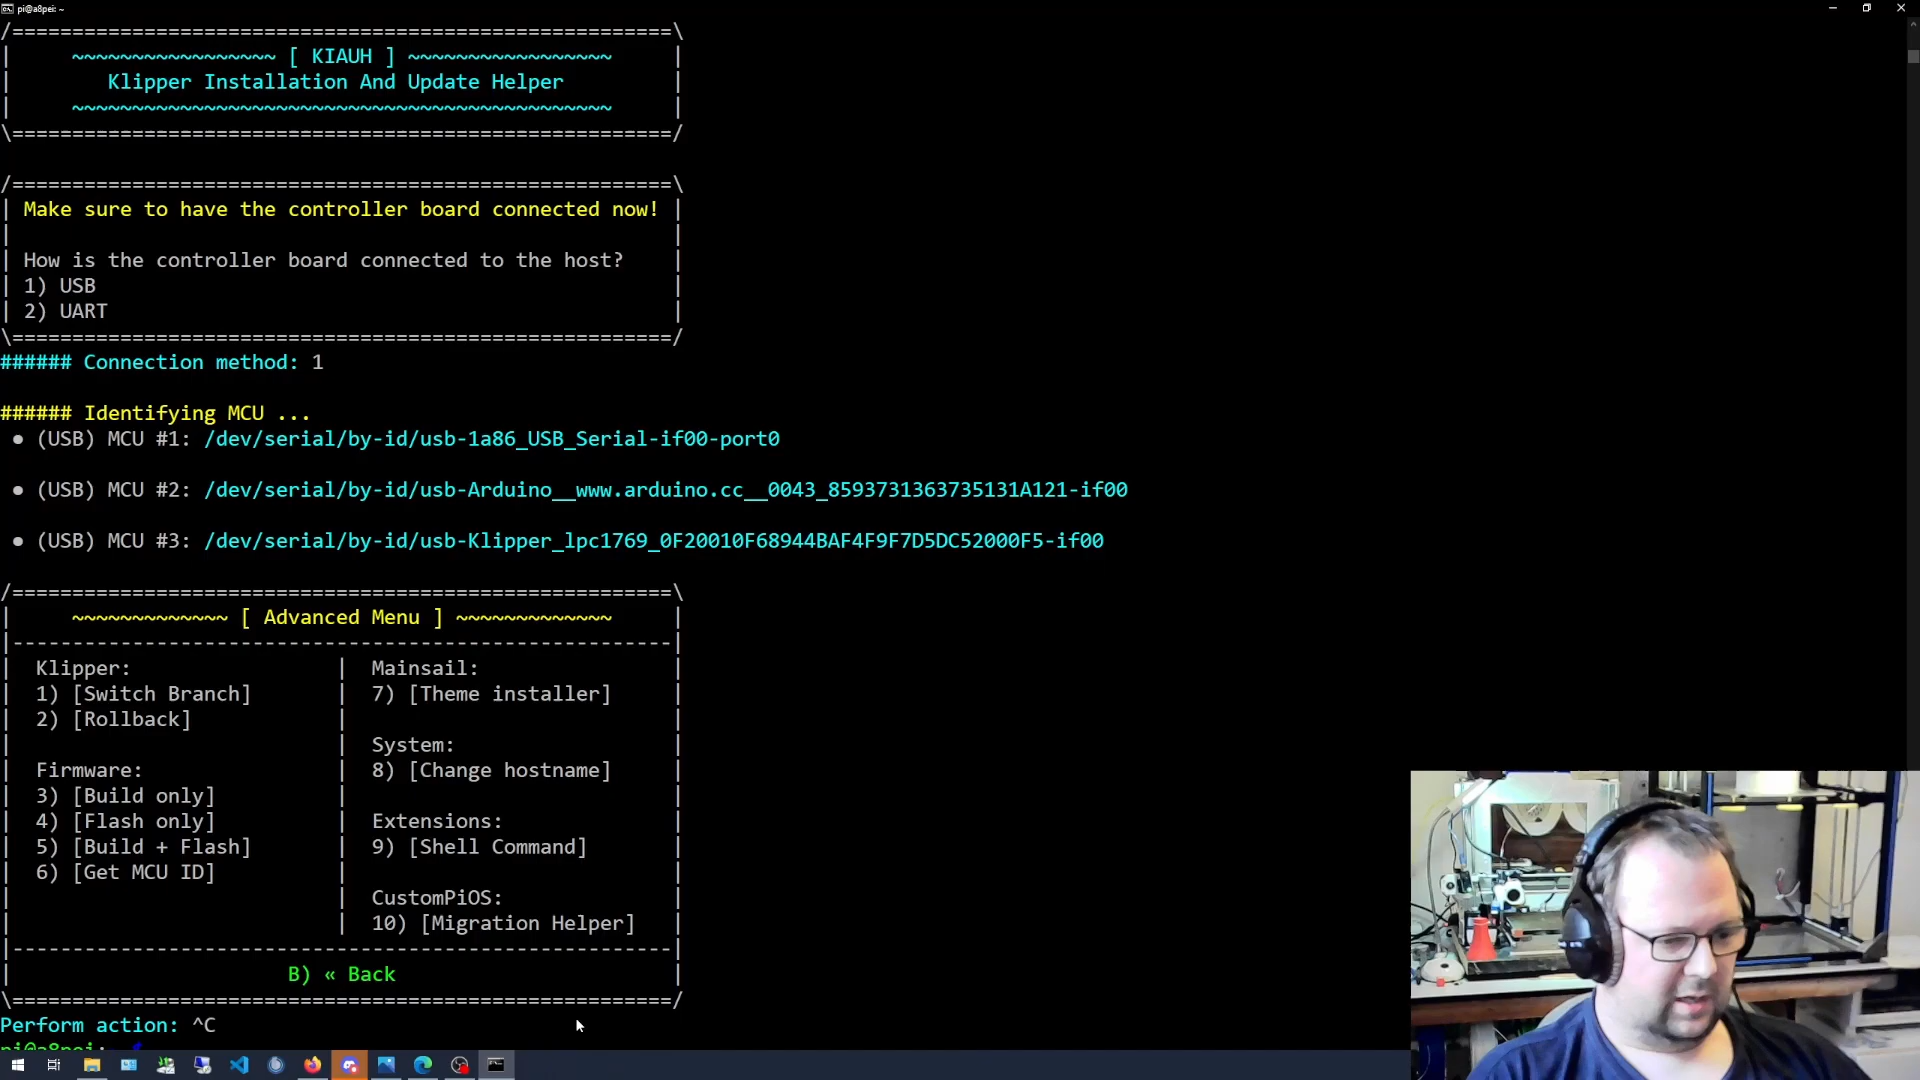 pi@a8pei: ~
/=======================================================\
|     ~~~~~~~~~~~~~~~~~ [ KIAUH ] ~~~~~~~~~~~~~~~~~     |
|        Klipper Installation And Update Helper         |
|     ~~~~~~~~~~~~~~~~~~~~~~~~~~~~~~~~~~~~~~~~~~~~~     |
\=======================================================/
/=======================================================\
| Make sure to have the controller board connected now! |
|                                                       |
| How is the controller board connected to the host?    |
| 1) USB                                                |
| 2) UART                                               |
\=======================================================/
###### Connection method: 1
###### Identifying MCU ...
● (USB) MCU #1: /dev/serial/by-id/usb-1a86_USB_Serial-if00-port0
● (USB) MCU #2: /dev/serial/by-id/usb-Arduino__www.arduino.cc__0043_8593731363735131A121-if00
● (USB) MCU #3: /dev/serial/by-id/usb-Klipper_lpc1769_0F20010F68944BAF4F9F7D5DC52000F5-if00
/=======================================================\
|     ~~~~~~~~~~~~~ [ Advanced Menu ] ~~~~~~~~~~~~~     |
|-------------------------------------------------------|
|  Klipper:                 |  Mainsail:                |
|  1) [Switch Branch]       |  7) [Theme installer]     |
|  2) [Rollback]            |                           |
|                           |  System:                  |
|  Firmware:                |  8) [Change hostname]     |
|  3) [Build only]          |                           |
|  4) [Flash only]          |  Extensions:              |
|  5) [Build + Flash]       |  9) [Shell Command]       |
|  6) [Get MCU ID]          |                           |
|                           |  CustomPiOS:              |
|                           |  10) [Migration Helper]   |
|-------------------------------------------------------|
|                       B) « Back                       |
\=======================================================/
Perform action: ^C
pi@a8pei: